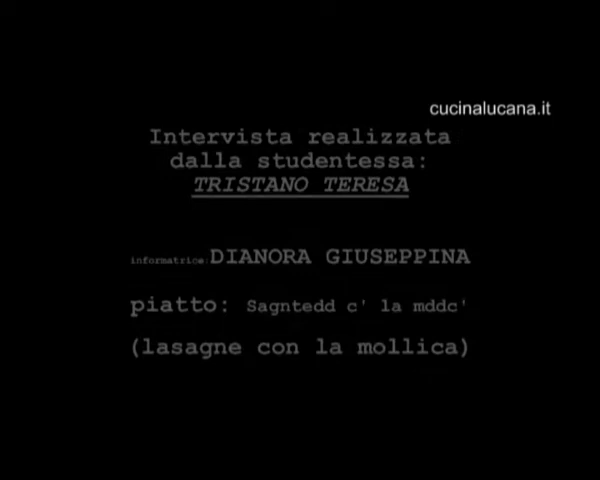 cucinalucana.it
Intervista realizzata
dalla studentessa:
TRISTANO TERESA
informatrice:DIANORA GIUSEPPINA
piatto: Sagntedd c' la mddc'
(lasagne con la mollica)